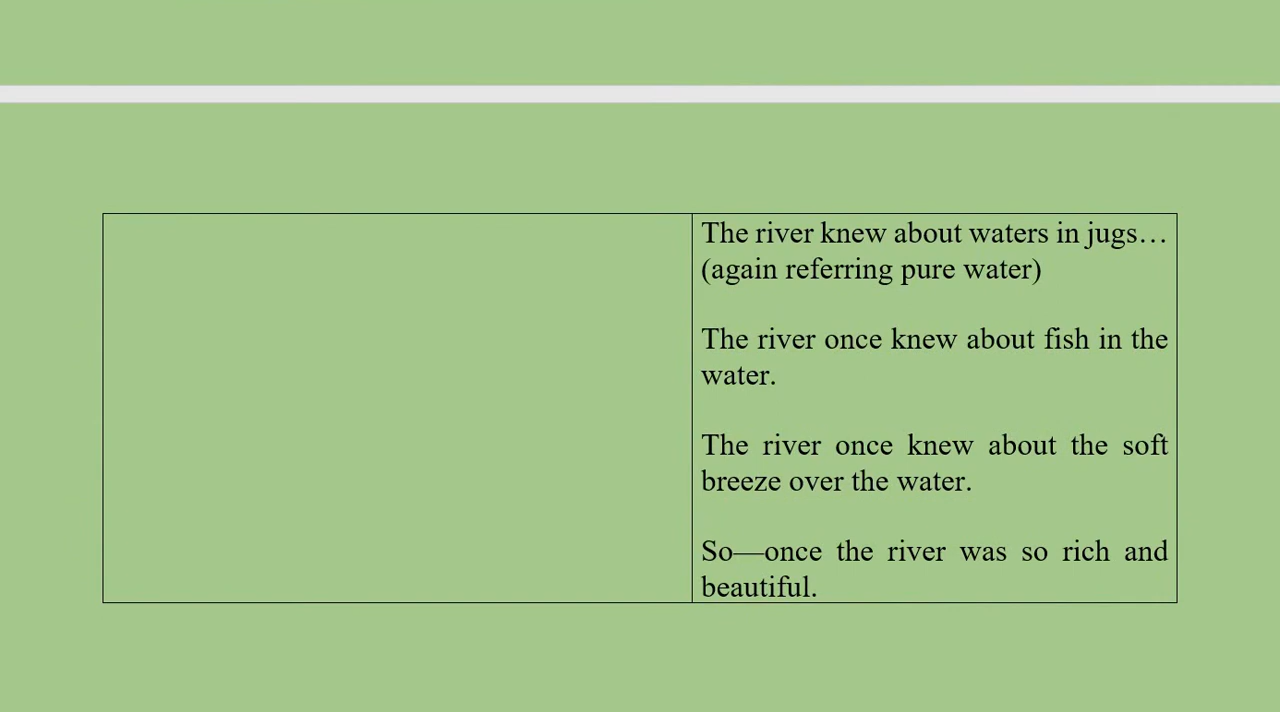 The river knew about waters in jugs…
(again referring pure water)
The river once knew about fish in the
water.
The river once knew about the soft
breeze over the water.
So—once the river was so rich and
beautiful.